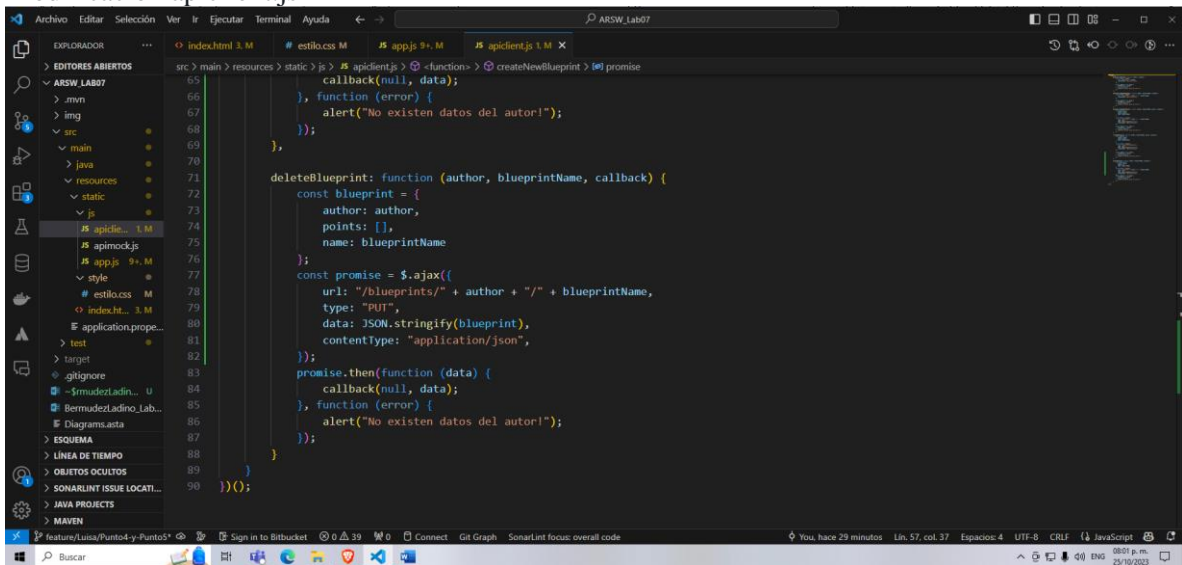 Archivo Editar Selección Ver Ir Ejecutar Terminal Ayuda ARSW_Lab07
EXPLORADOR
index.html 3, M
estilo.css M
app.js 9+, M
apiclient.js 1, M
EDITORES ABIERTOS
ARSW_LAB07
.mvn
img
src
main
java
resources
static
js
apiclie... 1, M
apimock.js
app.js 9+, M
style
estilo.css M
index.ht... 3, M
application.prope...
test
target
.gitignore
~$rmudezLadin... U
BermudezLadino_Lab...
Diagrams.asta
ESQUEMA
LÍNEA DE TIEMPO
OBJETOS OCULTOS
SONARLINT ISSUE LOCATI...
JAVA PROJECTS
MAVEN
src > main > resources > static > js > JS apiclient.js > <function> > createNewBlueprint > promise
65 callback(null, data);
66 }, function (error) {
67 alert("No existen datos del autor!");
68 });
69 },
70
71 deleteBlueprint: function (author, blueprintName, callback) {
72 const blueprint = {
73 author: author,
74 points: [],
75 name: blueprintName
76 };
77 const promise = $.ajax({
78 url: "/blueprints/" + author + "/" + blueprintName,
79 type: "PUT",
80 data: JSON.stringify(blueprint),
81 contentType: "application/json",
82 });
83 promise.then(function (data) {
84 callback(null, data);
85 }, function (error) {
86 alert("No existen datos del autor!");
87 });
88 }
89 }
90 })();
feature/Luisa/Punto4-y-Punto5* Sign in to Bitbucket 0 39 0 Connect Git Graph SonarLint focus: overall code You, hace 29 minutos Lín. 57, col. 37 Espacios: 4 UTF-8 CRLF JavaScript
Buscar ENG 08:01 p. m.
25/10/2023